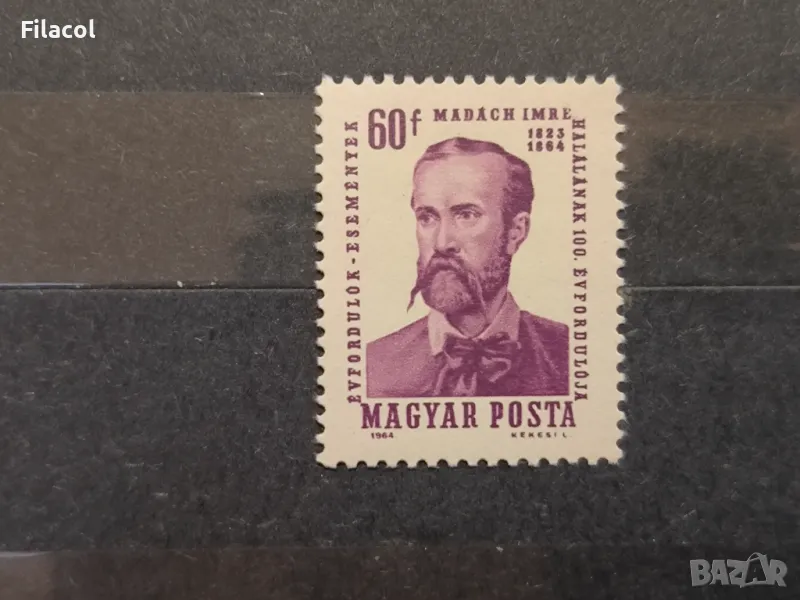 Filacol
60f
MADÁCH IMRE
1823
1864
ÉVFORDULÓK - ESEMÉNYEK
HALÁLÁNAK 100. ÉVFORDULÓJA
MAGYAR POSTA
1964
KÉKESI L.
BAZAR